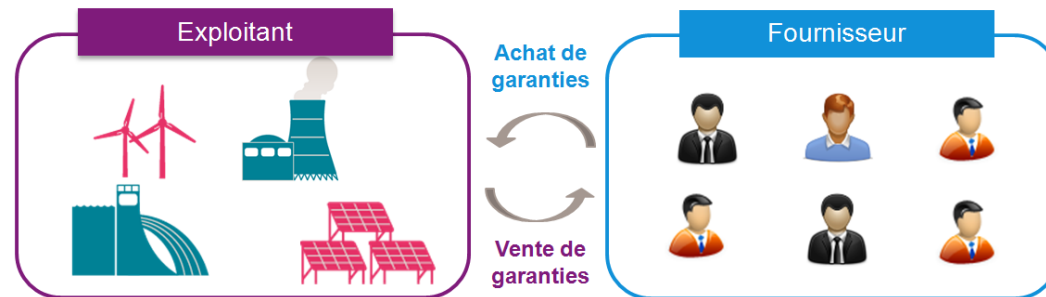 Exploitant
Achat de
garanties
Fournisseur
Vente de
garanties